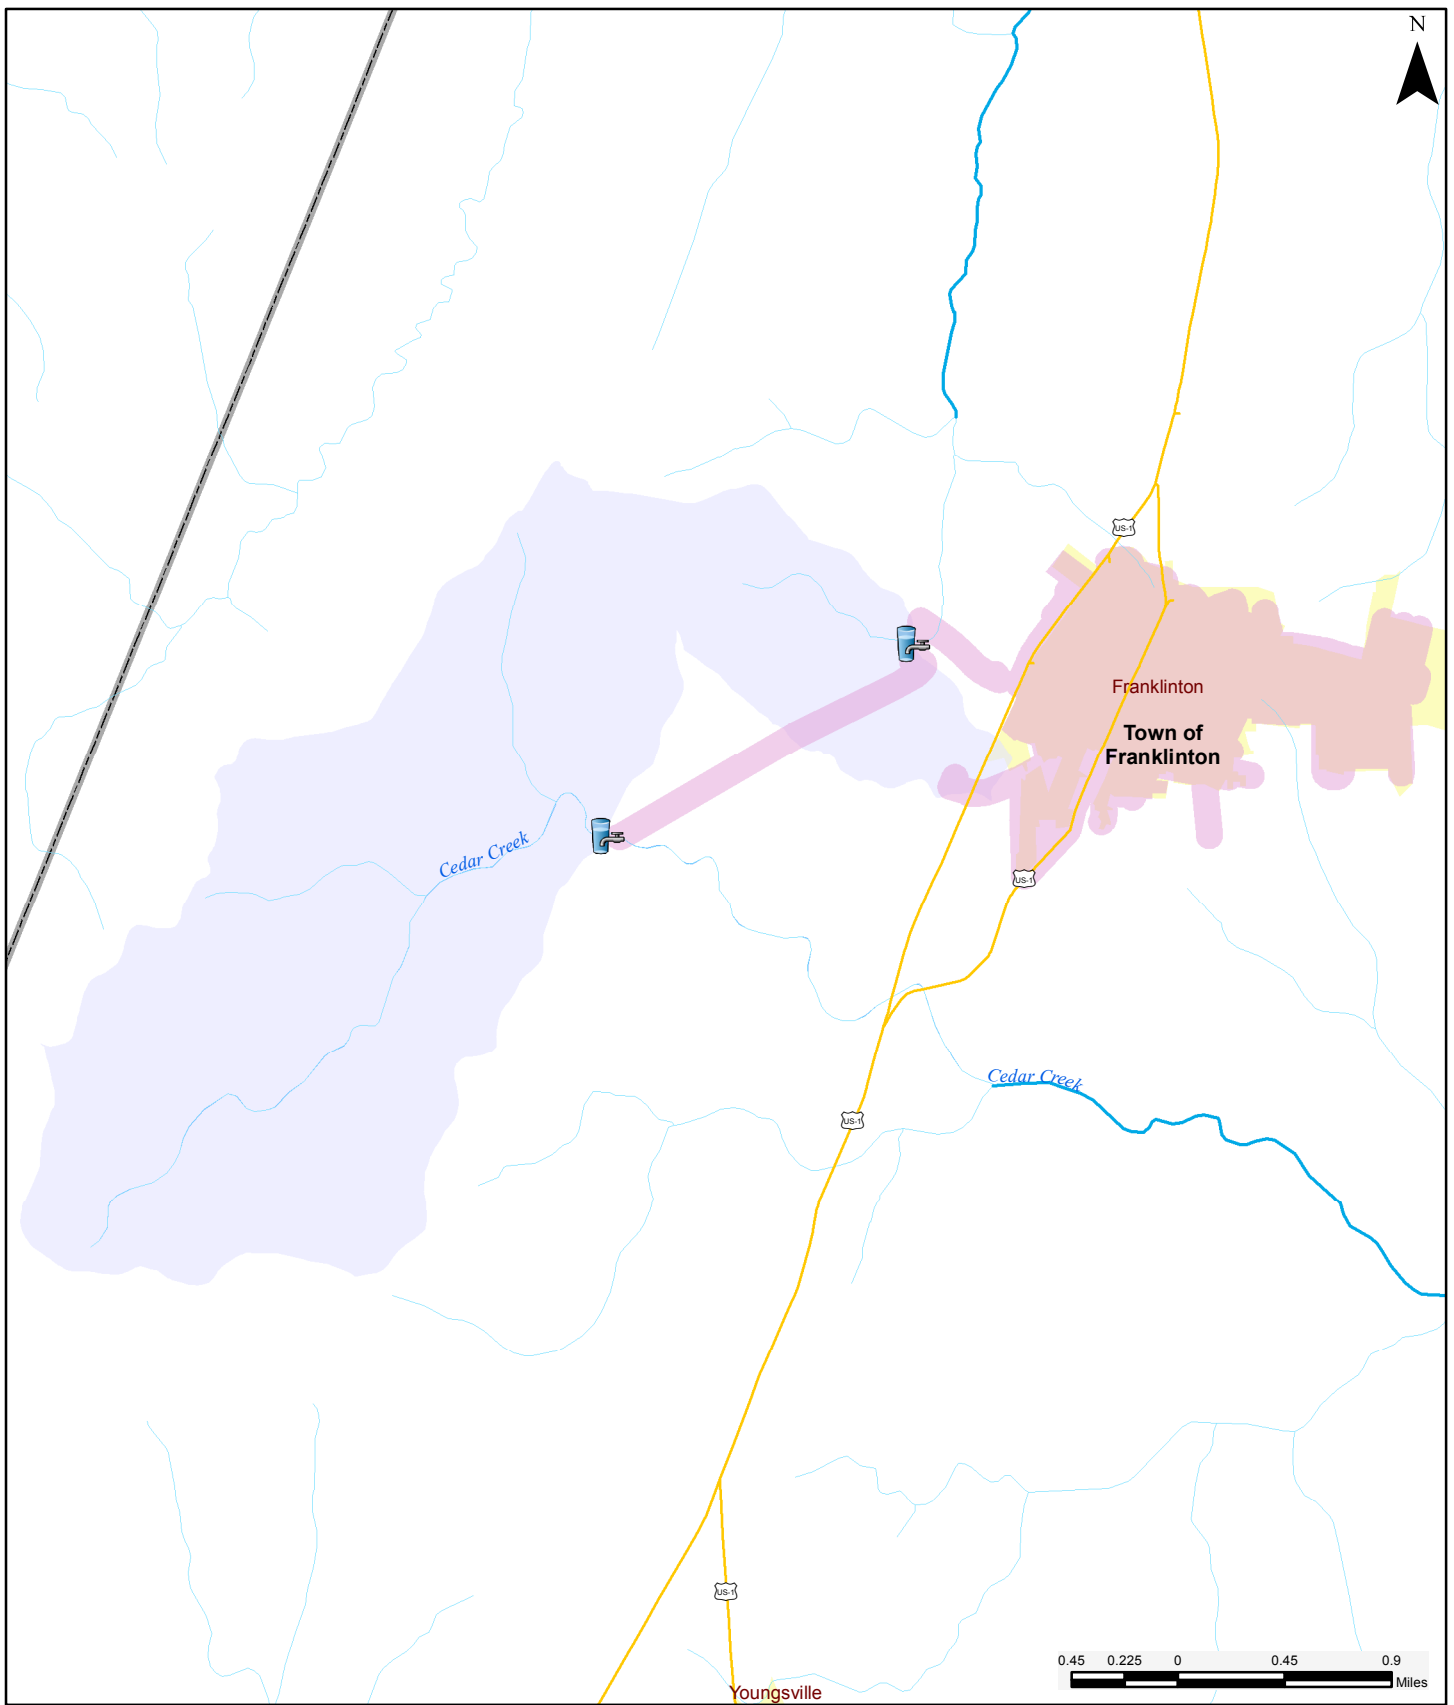 N
US-1
Franklinton
Town of
Franklinton
Cedar Creek
US-1
Cedar Creek
US-1
US-1
0.45 0.225 0 0.45 0.9
Miles
Youngsville